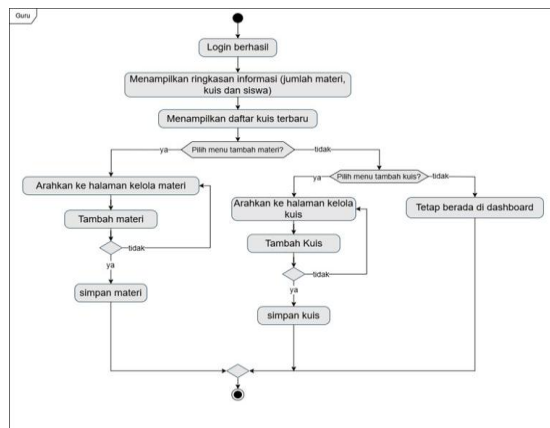 Guru
Login berhasil
Menampilkan ringkasan informasi (jumlah materi,
kuis dan siswa)
Menampilkan daftar kuis terbaru
ya
Pilih menu tambah materi?
tidak
ya
Pilih menu tambah kuis?
tidak
Arahkan ke halaman kelola materi
Arahkan ke halaman kelola
kuis
Tetap berada di dashboard
Tambah materi
Tambah Kuis
tidak
tidak
ya
ya
simpan materi
simpan kuis